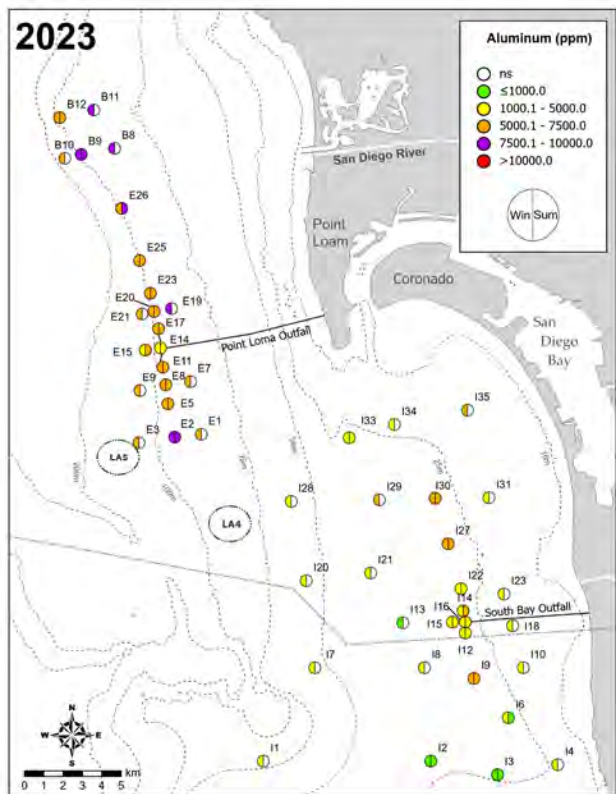 2023
Aluminum (ppm)
ns
≤1000.0
1000.1 - 5000.0
5000.1 - 7500.0
7500.1 - 10000.0
>10000.0
Win Sum
B12
B11
B10
B9
B8
San Diego River
Point
Loam
E26
Coronado
E25
E23
E20
E19
E21
E17
San
Diego
Bay
E14
Point Loma Outfall
E15
E11
E7
E8
E9
E5
E3
E2
E1
LA5
LA4
100m
I35
I34
I33
I28
I29
I30
I31
I27
I20
I21
I22
I23
I14
I16
I13
South Bay Outfall
I15
I18
I12
I7
I8
I9
I10
I6
I1
I2
I3
I4
N
W
E
S
0 1 2 3 4 5
km